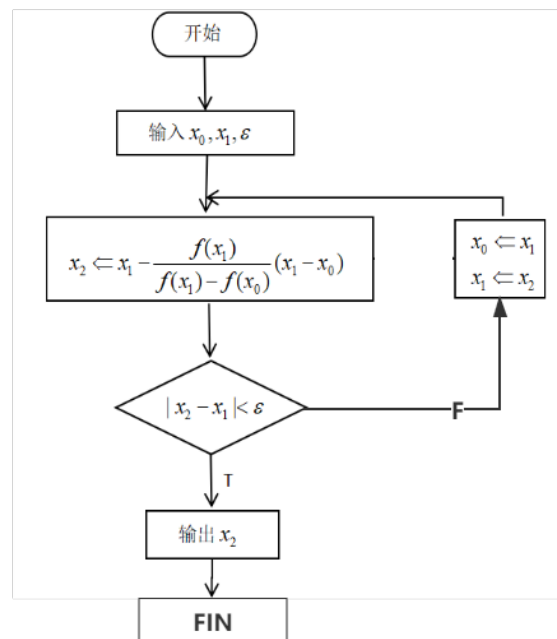 开始
输入 x₀, x₁, ε
x₂ ⇐ x₁ - f(x₁) / (f(x₁) - f(x₀)) (x₁ - x₀)
x₀ ⇐ x₁
x₁ ⇐ x₂
| x₂ - x₁ | < ε
F
T
输出 x₂
FIN